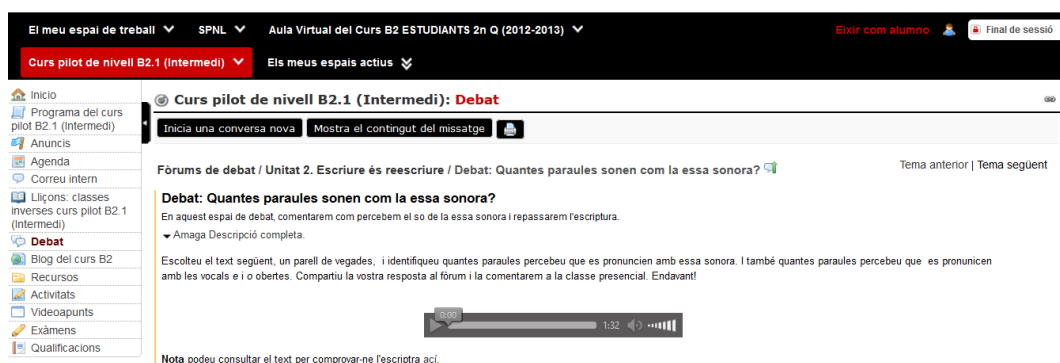 El meu espai de treball
SPNL
Aula Virtual del Curs B2 ESTUDIANTS 2n Q (2012-2013)
Eixir com alumno
Final de sessió
Curs pilot de nivell B2.1 (Intermedi)
Els meus espais actius
Inicio
Programa del curs
pilot B2.1 (Intermedi)
Anuncis
Agenda
Correu intern
Lliçons: classes
inverses curs pilot B2.1
(Intermedi)
Debat
Blog del curs B2
Recursos
Activitats
Videoapunts
Exàmens
Qualificacions
Curs pilot de nivell B2.1 (Intermedi): Debat
Inicia una conversa nova
Mostra el contingut del missatge
Fòrums de debat / Unitat 2. Escriure és reescriure / Debat: Quantes paraules sonen com la essa sonora?
Tema anterior | Tema següent
Debat: Quantes paraules sonen com la essa sonora?
En aquest espai de debat, comentarem com percebem el so de la essa sonora i repassarem l'escriptura.
Amaga Descripció completa.
Escolteu el text següent, un parell de vegades, i identifiqueu quantes paraules percebeu que es pronuncien amb essa sonora. I també quantes paraules percebeu que es pronunicen
amb les vocals e i o obertes. Compartiu la vostra resposta al fòrum i la comentarem a la classe presencial. Endavant!
0:00
1:32
Nota podeu consultar el text per comprovar-ne l'escriptra ací.